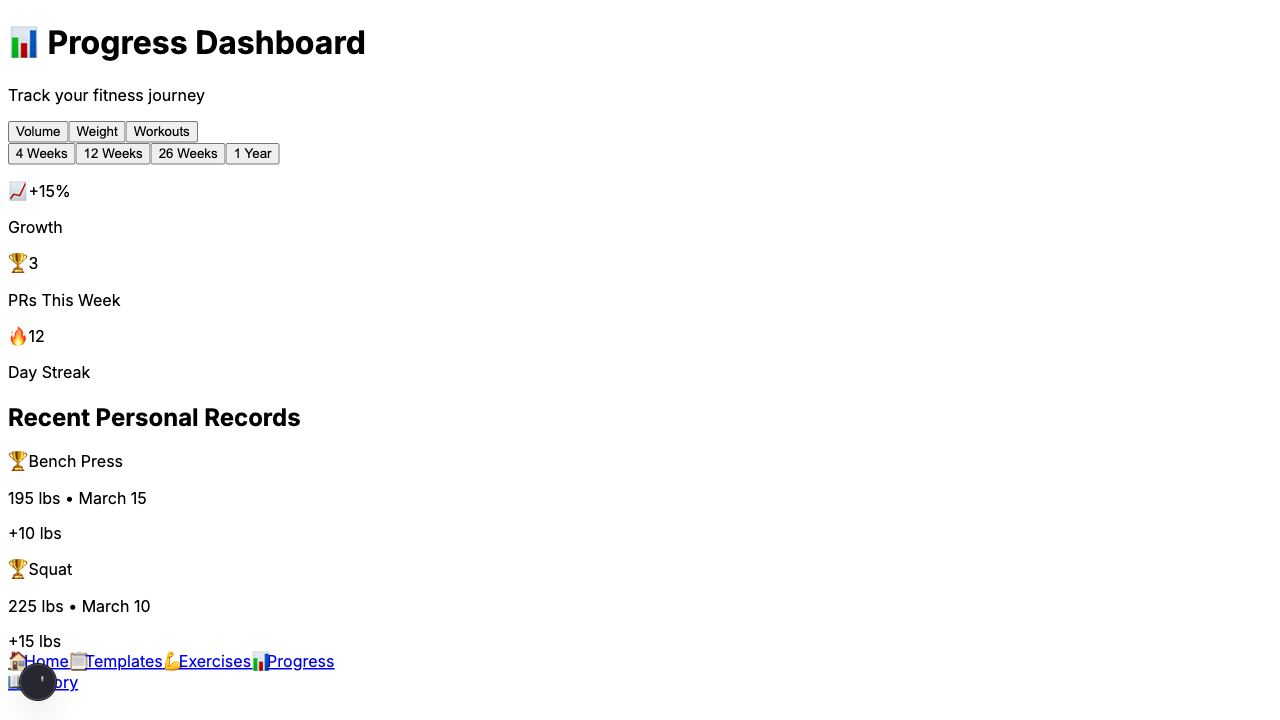 📊 Progress Dashboard
Track your fitness journey
Volume Weight Workouts
4 Weeks 12 Weeks 26 Weeks 1 Year
📈+15%
Growth
🏆3
PRs This Week
🔥12
Day Streak
Recent Personal Records
🏆Bench Press
195 lbs • March 15
+10 lbs
🏆Squat
225 lbs • March 10
+15 lbs
🏠Home📋Templates💪Exercises📊Progress